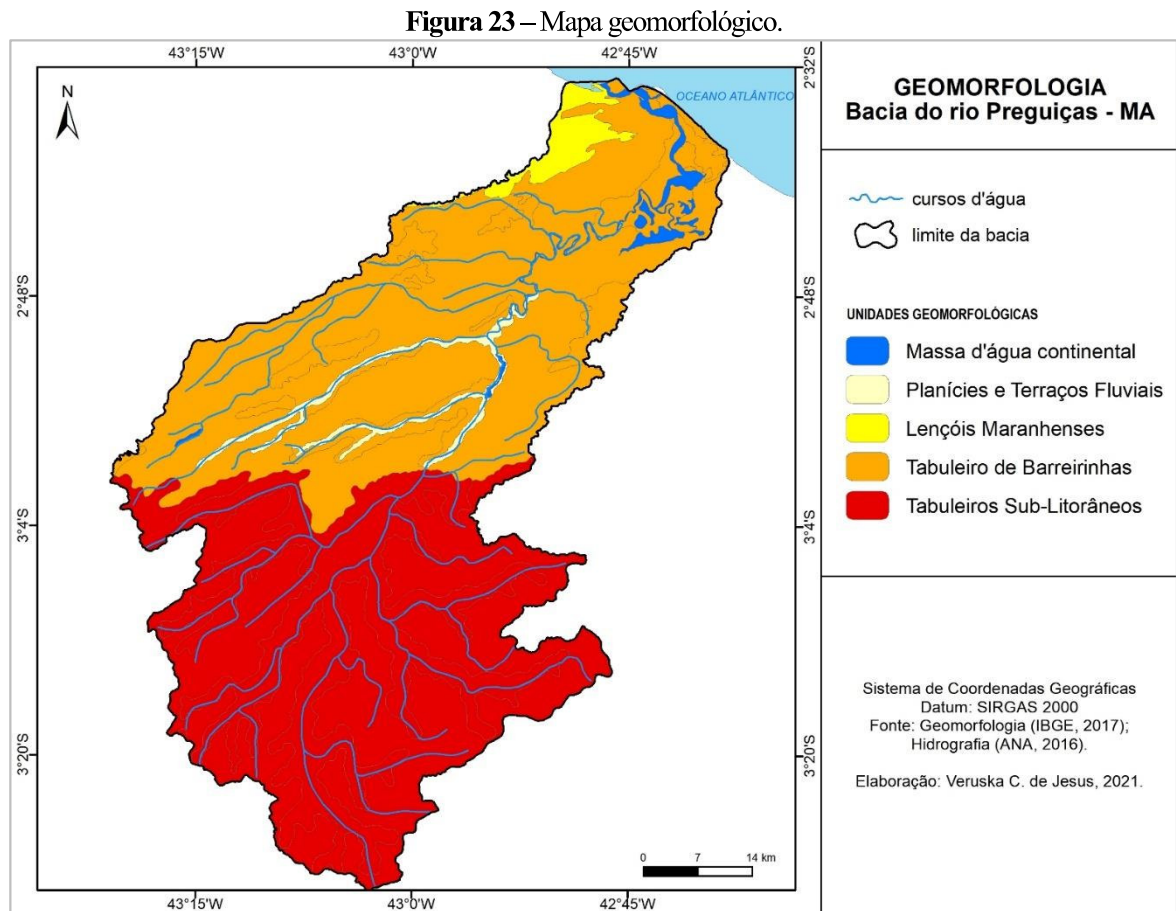 Figura 23 – Mapa geomorfológico.
43°15'W 43°0'W 42°45'W
2°32'S
N
OCEANO ATLÂNTICO
2°48'S 2°48'S
3°4'S 3°4'S
3°20'S 3°20'S
0 7 14 km
43°15'W 43°0'W 42°45'W
GEOMORFOLOGIA
Bacia do rio Preguiças - MA
cursos d'água
limite da bacia
UNIDADES GEOMORFOLÓGICAS
Massa d'água continental
Planícies e Terraços Fluviais
Lençóis Maranhenses
Tabuleiro de Barreirinhas
Tabuleiros Sub-Litorâneos
Sistema de Coordenadas Geográficas
Datum: SIRGAS 2000
Fonte: Geomorfologia (IBGE, 2017);
Hidrografia (ANA, 2016).
Elaboração: Veruska C. de Jesus, 2021.